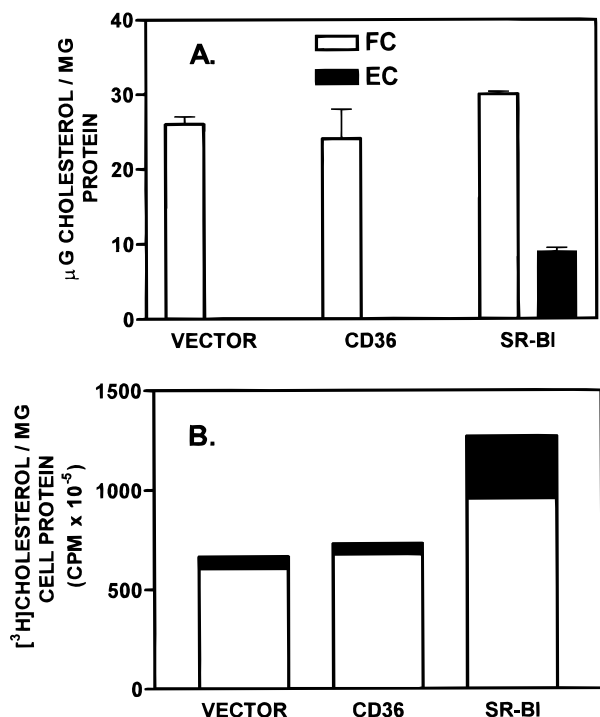 A.
FC
EC
μG CHOLESTEROL / MG
PROTEIN
40
30
20
10
0
VECTOR CD36 SR-BI
B.
[³H]CHOLESTEROL / MG
CELL PROTEIN
(CPM x 10⁻⁵)
1500
1000
500
0
VECTOR CD36 SR-BI